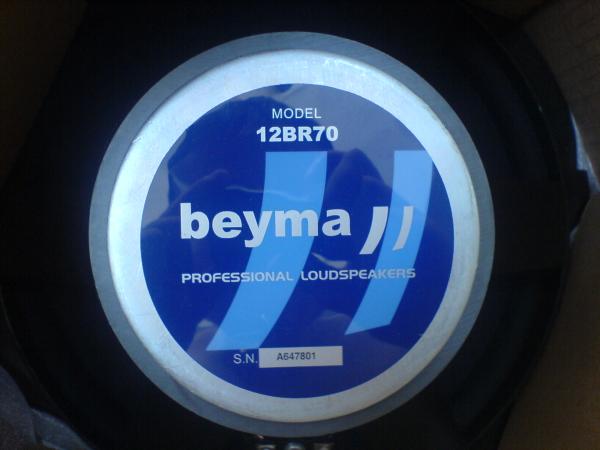 MODEL
12BR70
beyma
PROFESSIONAL LOUDSPEAKERS
S.N. A647801